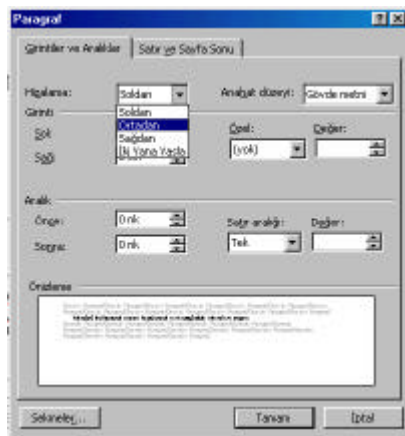 Paragraf
Girintiler ve Aralıklar Satır ve Sayfa Sonu
Hizalama: Soldan Anahat düzeyi: Gövde metni
Soldan
Ortadan
Sağdan
İki Yana Yasla
Girinti
Sol:
Sağ:
Özel: Değer:
(yok)
Aralık
Önce: 0 nk Satır aralığı: Değer:
Sonra: 0 nk Tek
Önizleme
Sekmeler... Tamam İptal